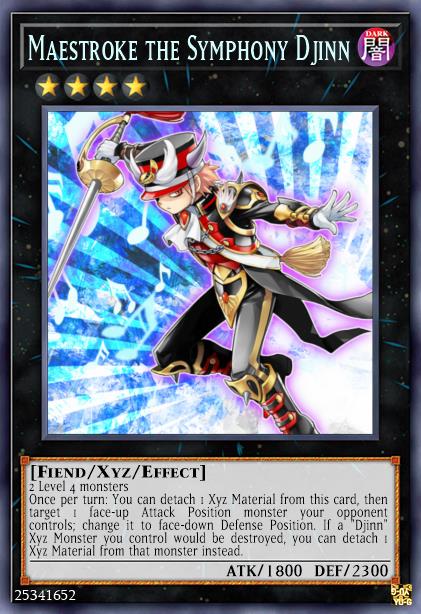 Maestroke the Symphony Djinn
DARK
闇
[Fiend/Xyz/Effect]
2 Level 4 monsters
Once per turn: You can detach 1 Xyz Material from this card, then
target 1 face-up Attack Position monster your opponent
controls; change it to face-down Defense Position. If a "Djinn"
Xyz Monster you control would be destroyed, you can detach 1
Xyz Material from that monster instead.
ATK/1800 DEF/2300
25341652